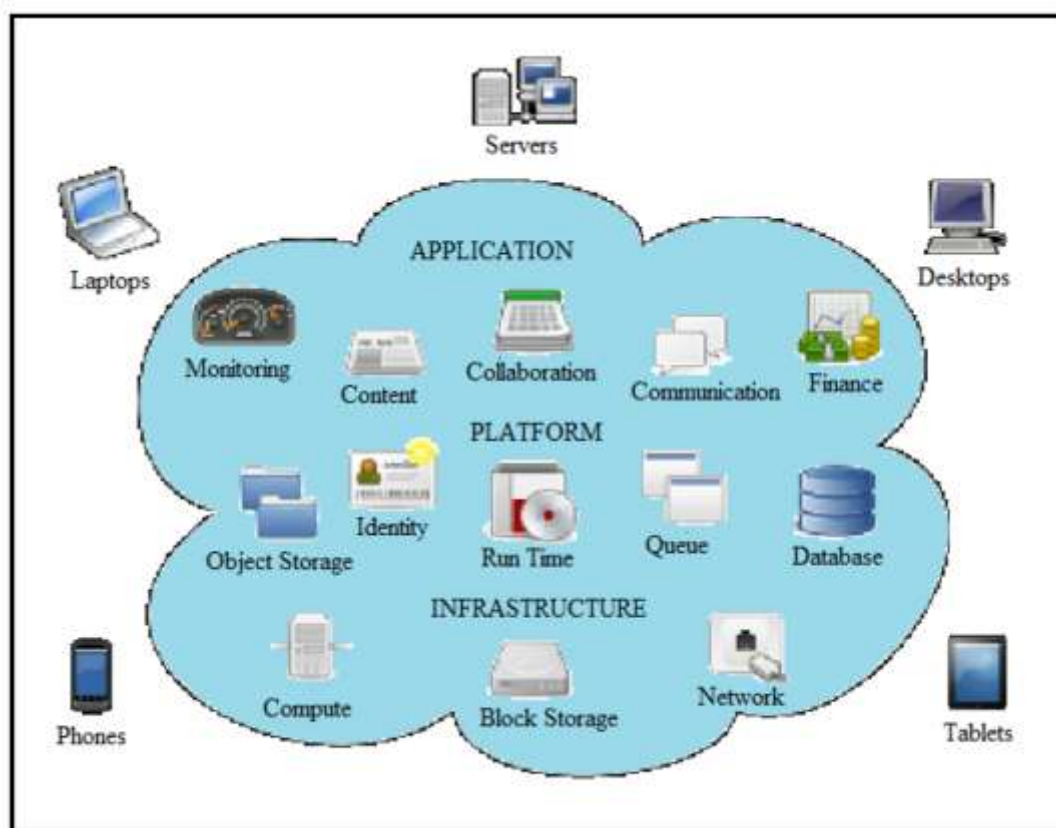 Servers
Laptops
Desktops
APPLICATION
Monitoring
Content
Collaboration
Communication
Finance
PLATFORM
Object Storage
Identity
Run Time
Queue
Database
INFRASTRUCTURE
Compute
Block Storage
Network
Phones
Tablets